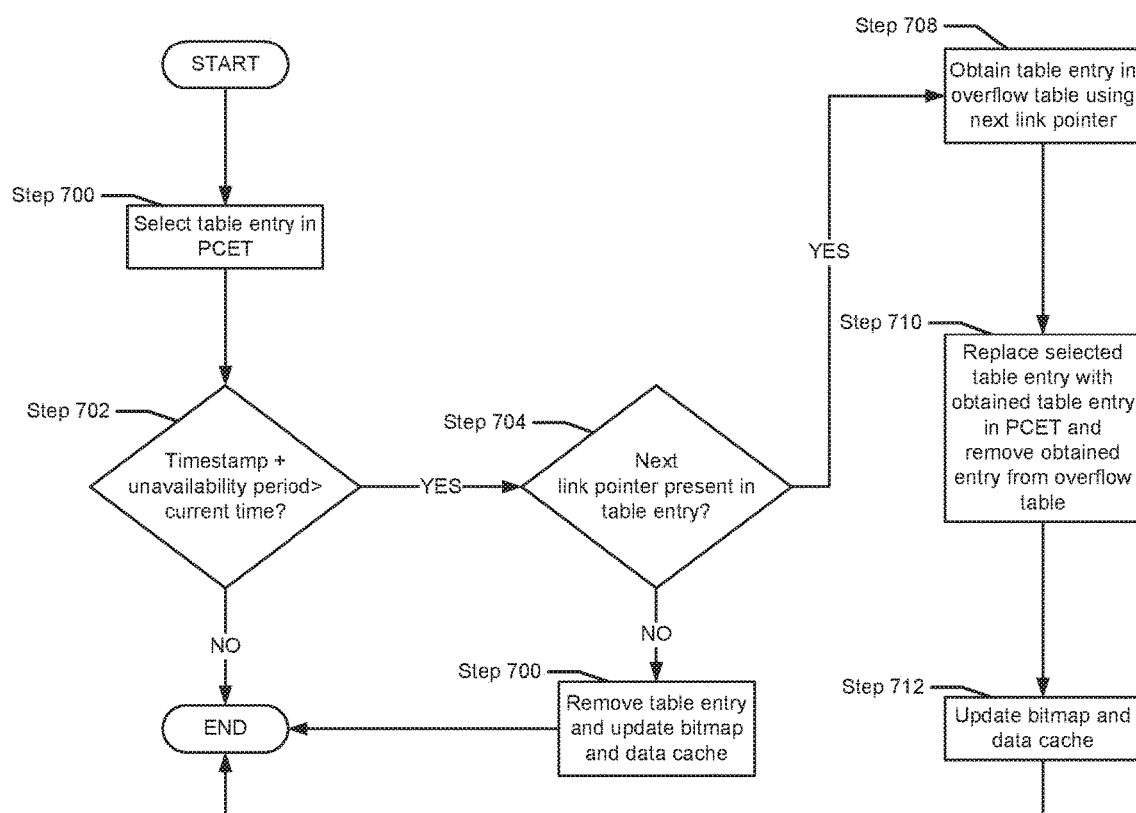 START
Step 700
Select table entry in
PCET
Step 702
Timestamp +
unavailability period>
current time?
YES
NO
END
Step 704
Next
link pointer present in
table entry?
YES
NO
Step 700
Remove table entry
and update bitmap
and data cache
Step 708
Obtain table entry in
overflow table using
next link pointer
Step 710
Replace selected
table entry with
obtained table entry
in PCET and
remove obtained
entry from overflow
table
Step 712
Update bitmap and
data cache